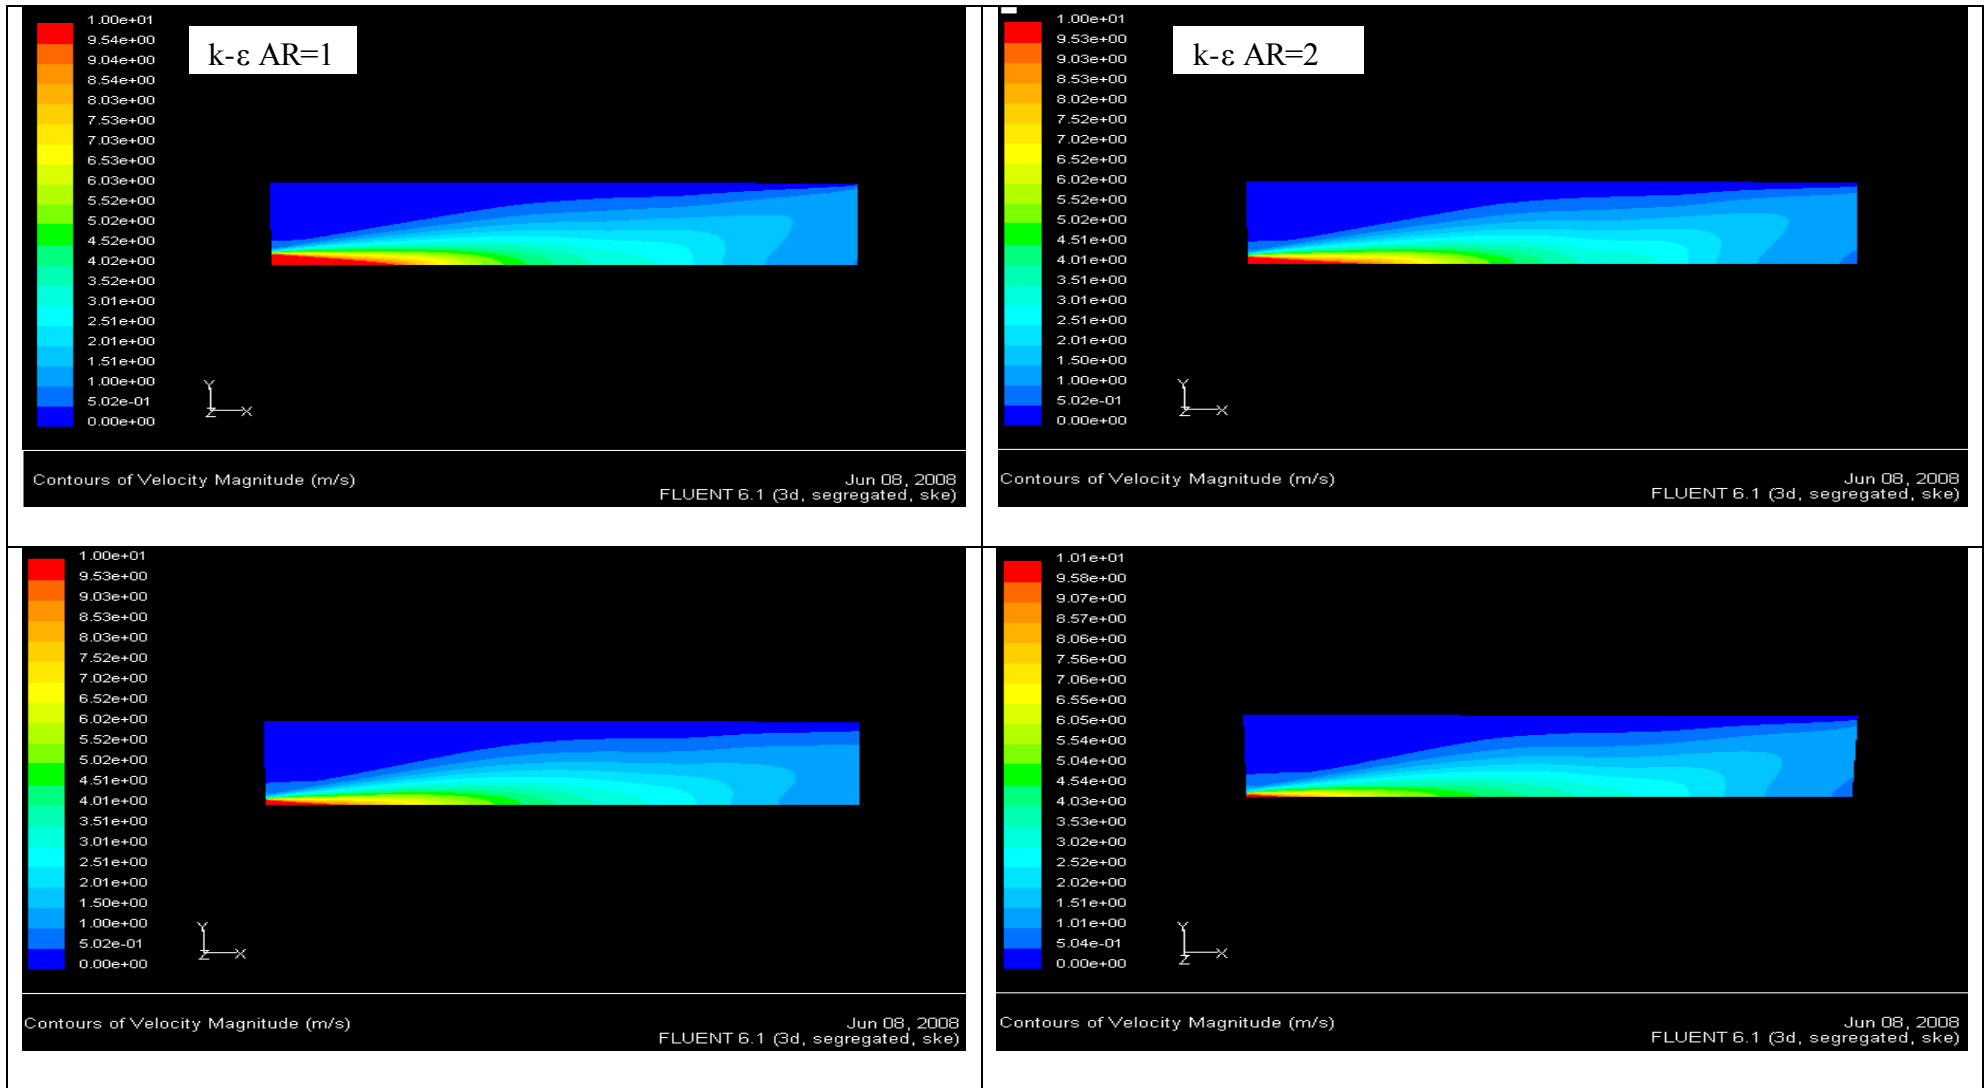 1.00e+01
9.54e+00
9.04e+00
8.54e+00
8.03e+00
7.53e+00
7.03e+00
6.53e+00
6.03e+00
5.52e+00
5.02e+00
4.52e+00
4.02e+00
3.52e+00
3.01e+00
2.51e+00
2.01e+00
1.51e+00
1.00e+00
5.02e-01
0.00e+00
k-ε AR=1
Y
Z X
Contours of Velocity Magnitude (m/s)
Jun 08, 2008
FLUENT 6.1 (3d, segregated, ske)
1.00e+01
9.53e+00
9.03e+00
8.53e+00
8.02e+00
7.52e+00
7.02e+00
6.52e+00
6.02e+00
5.52e+00
5.02e+00
4.51e+00
4.01e+00
3.51e+00
3.01e+00
2.51e+00
2.01e+00
1.50e+00
1.00e+00
5.02e-01
0.00e+00
k-ε AR=2
Y
Z X
Contours of Velocity Magnitude (m/s)
Jun 08, 2008
FLUENT 6.1 (3d, segregated, ske)
1.00e+01
9.53e+00
9.03e+00
8.53e+00
8.03e+00
7.52e+00
7.02e+00
6.52e+00
6.02e+00
5.52e+00
5.02e+00
4.51e+00
4.01e+00
3.51e+00
3.01e+00
2.51e+00
2.01e+00
1.50e+00
1.00e+00
5.02e-01
0.00e+00
Y
Z X
Contours of Velocity Magnitude (m/s)
Jun 08, 2008
FLUENT 6.1 (3d, segregated, ske)
1.01e+01
9.58e+00
9.07e+00
8.57e+00
8.06e+00
7.56e+00
7.06e+00
6.55e+00
6.05e+00
5.54e+00
5.04e+00
4.54e+00
4.03e+00
3.53e+00
3.02e+00
2.52e+00
2.02e+00
1.51e+00
1.01e+00
5.04e-01
0.00e+00
Y
Z X
Contours of Velocity Magnitude (m/s)
Jun 08, 2008
FLUENT 6.1 (3d, segregated, ske)